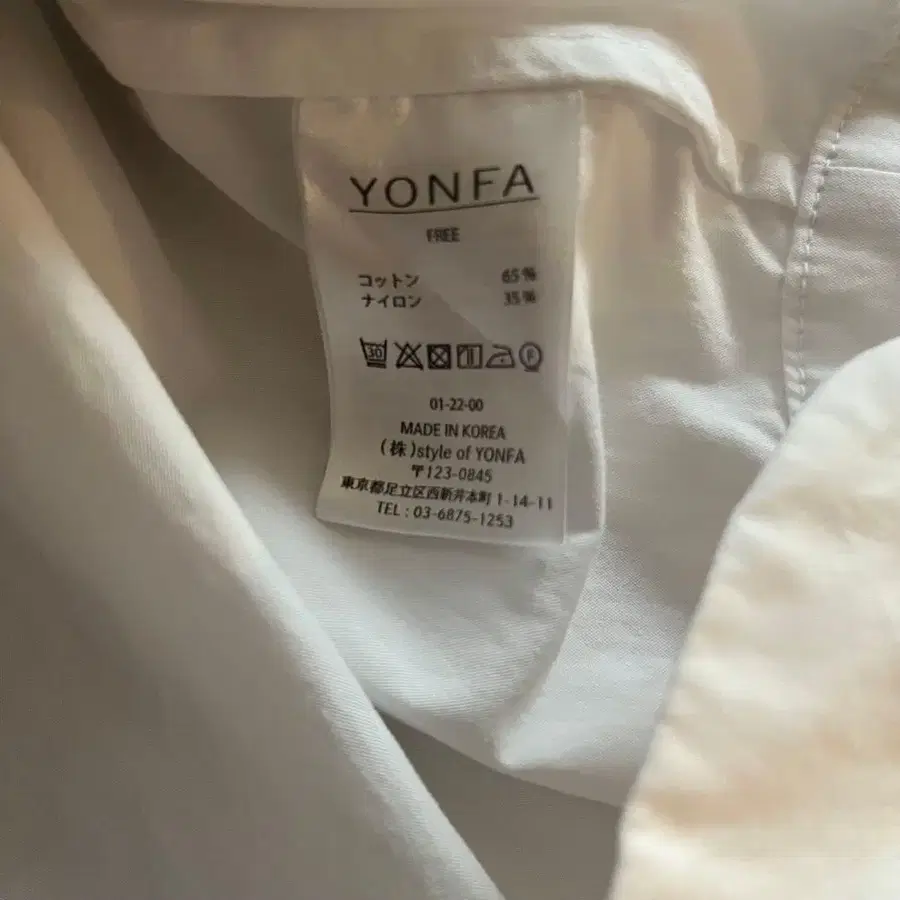 YONFA
FREE
コットン 65%
ナイロン 35%
30 P
01-22-00
MADE IN KOREA
(株)style of YONFA
〒123-0845
東京都足立区西新井本町 1-14-11
TEL : 03-6875-1253